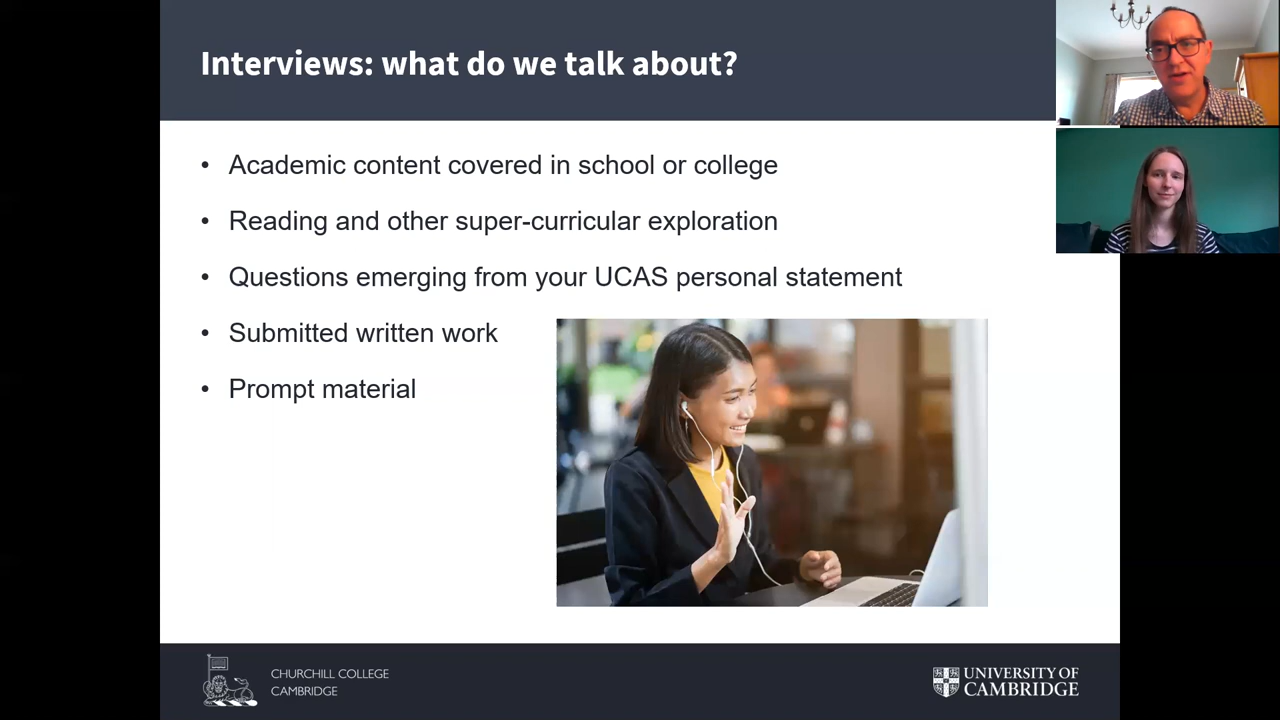 Interviews: what do we talk about?
• Academic content covered in school or college
• Reading and other super-curricular exploration
• Questions emerging from your UCAS personal statement
• Submitted written work
• Prompt material
CHURCHILL COLLEGE
CAMBRIDGE
UNIVERSITY OF
CAMBRIDGE